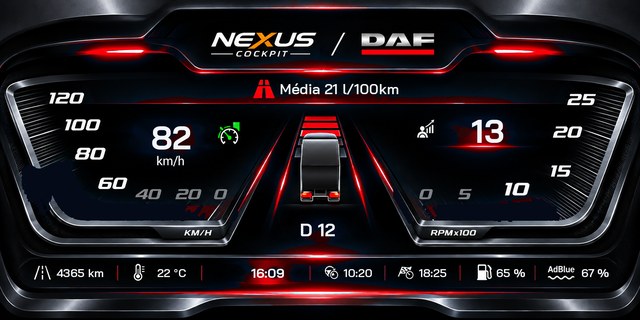 NEXUS / DAF
COCKPIT
Média 21 l/100km
120
100
80
60
40 20 0
82
km/h
KM/H
D 12
13
25
20
15
10
0 5
RPMx100
4365 km 22 °C 16:09 10:20 18:25 65 % AdBlue 67 %